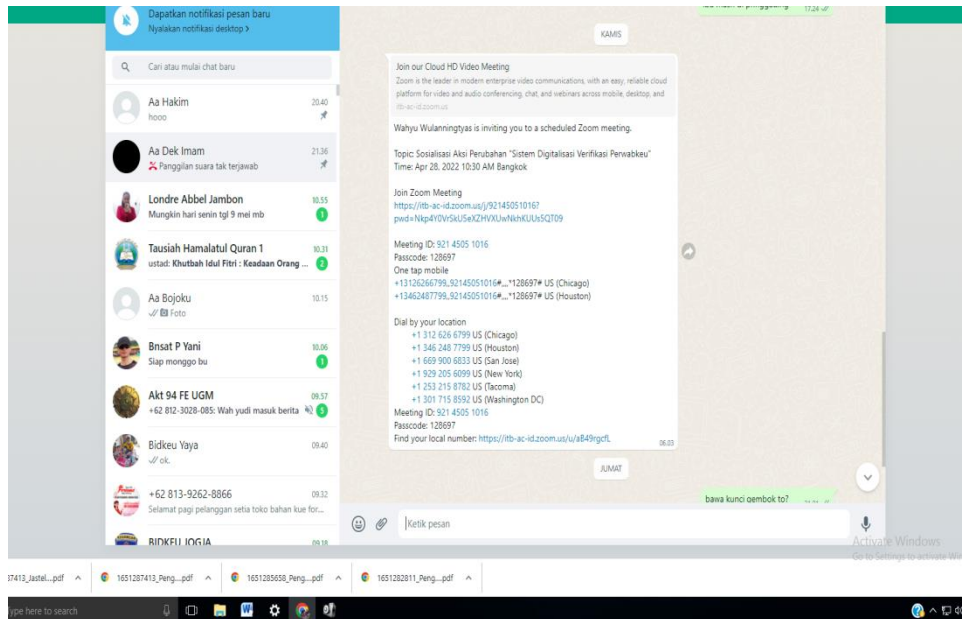 Dapatkan notifikasi pesan baru
Nyalakan notifikasi desktop >
Cari atau mulai chat baru
Aa Hakim 20.40
hooo
Aa Dek Imam 21.36
Panggilan suara tak terjawab
Londre Abbel Jambon 10.55
Mungkin hari senin tgl 9 mei mb 1
Tausiah Hamalatul Quran 1 10.31
ustad: Khutbah Idul Fitri : Keadaan Orang ... 2
Aa Bojoku 10.15
Foto
Bnsat P Yani 10.06
Siap monggo bu 1
Akt 94 FE UGM 09.57
+62 812-3028-085: Wah yudi masuk berita
Bidkeu Yaya 09.40
ok.
+62 813-9262-8866 09.32
Selamat pagi pelanggan setia toko bahan kue for...
BIDKEU JOGJA 09.18
17.24
KAMIS
Join our Cloud HD Video Meeting
Zoom is the leader in modern enterprise video communications, with an easy, reliable cloud
platform for video and audio conferencing, chat, and webinars across mobile, desktop, and
itb-ac-id.zoom.us
Wahyu Wulanningtyas is inviting you to a scheduled Zoom meeting.
Topic: Sosialisasi Aksi Perubahan "Sistem Digitalisasi Verifikasi Perwabkeu"
Time: Apr 28, 2022 10:30 AM Bangkok
Join Zoom Meeting
https://itb-ac-id.zoom.us/j/92145051016?
Meeting ID: 921 4505 1016
Passcode: 128697
One tap mobile
+13126266799,,92145051016#,,,,*128697# US (Chicago)
+13462487799,,92145051016#,,,,*128697# US (Houston)
Dial by your location
+1 312 626 6799 US (Chicago)
+1 346 248 7799 US (Houston)
+1 669 900 6833 US (San Jose)
+1 929 205 6099 US (New York)
+1 253 215 8782 US (Tacoma)
+1 301 715 8592 US (Washington DC)
Meeting ID: 921 4505 1016
Passcode: 128697
Find your local number: https://itb-ac-id.zoom.us/u/aB49rgcfL 06.03
JUMAT
bawa kunci gembok to?
Ketik pesan
Activate Windows
Go to Settings to activate Win
37413_Jastel....pdf
1651287413_Peng....pdf
1651285658_Peng....pdf
1651282811_Peng....pdf
Type here to search